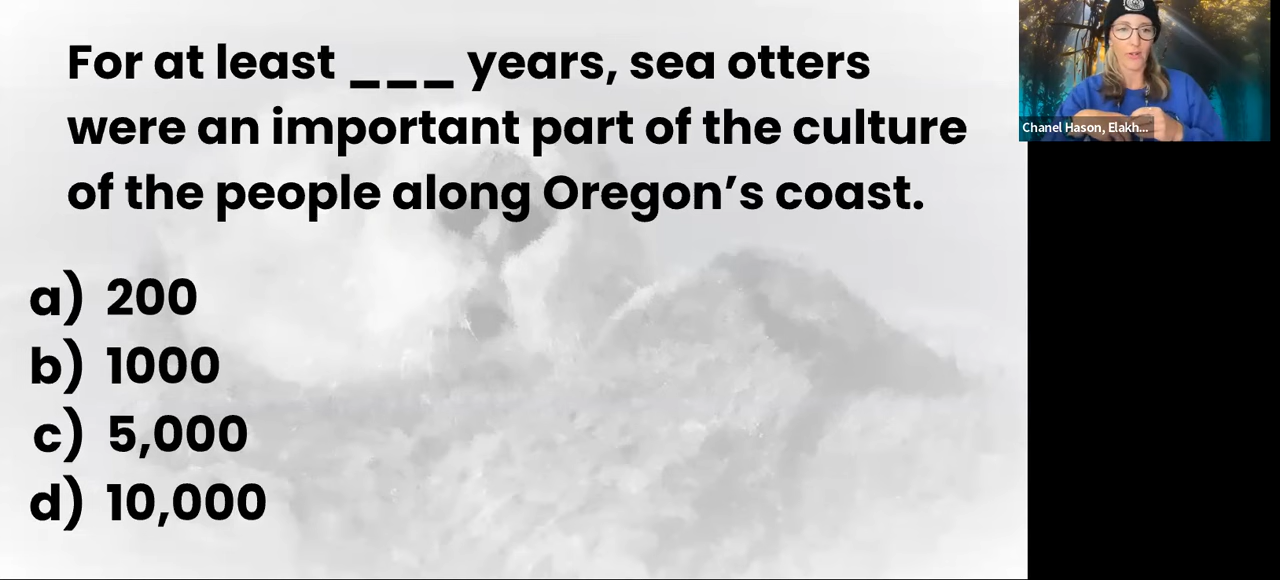 For at least ___ years, sea otters
were an important part of the culture
of the people along Oregon’s coast.
a) 200
b) 1000
c) 5,000
d) 10,000
Chanel Hason, Elakh...